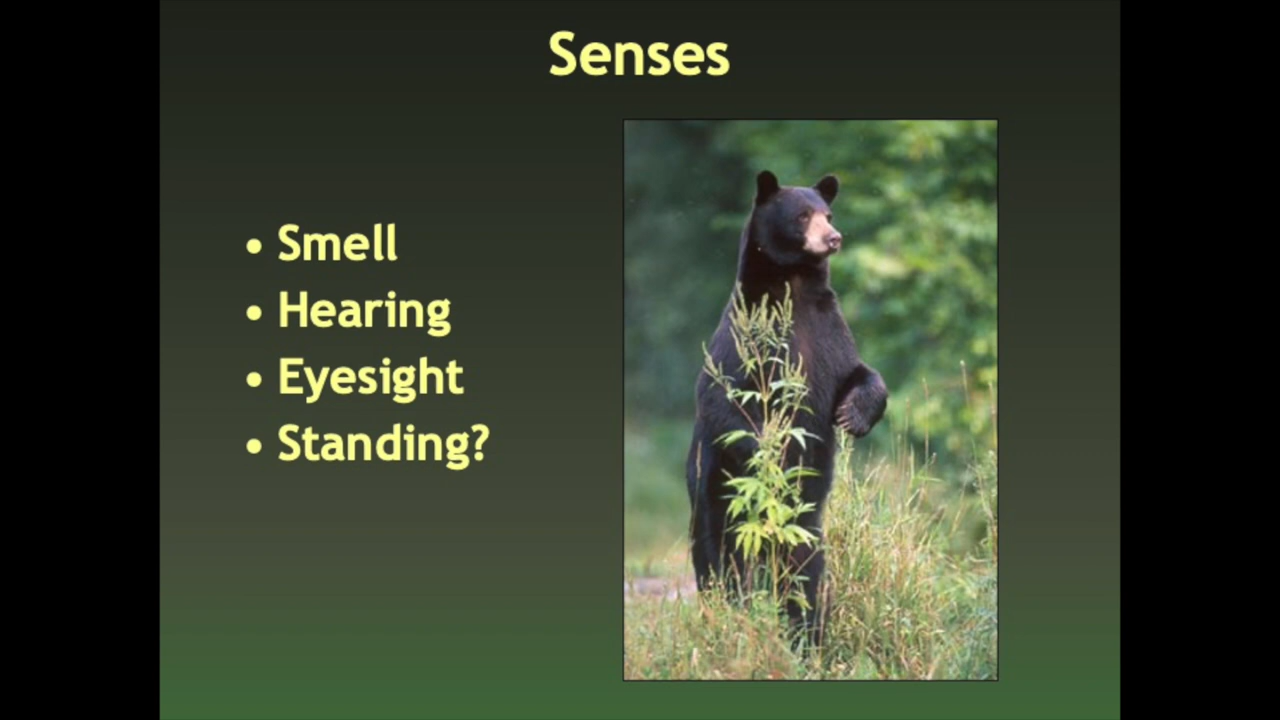 Senses
• Smell
• Hearing
• Eyesight
• Standing?